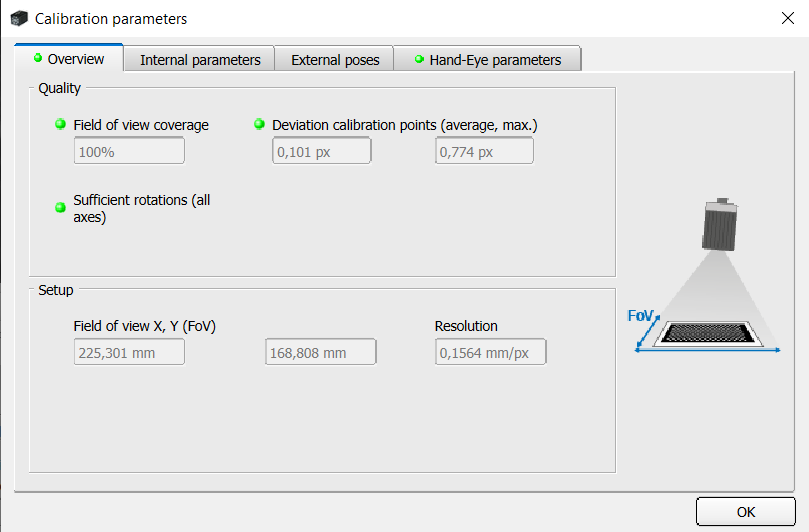 Calibration parameters
Overview
Internal parameters
External poses
Hand-Eye parameters
Quality
Field of view coverage
Deviation calibration points (average, max.)
100%
0,101 px
0,774 px
Sufficient rotations (all
axes)
Setup
Field of view X, Y (FoV)
Resolution
225,301 mm
168,808 mm
0,1564 mm/px
FoV
OK